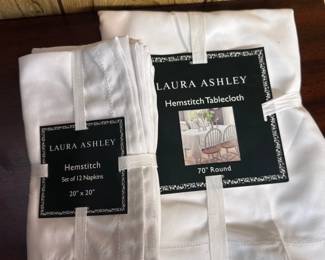 LAURA ASHLEY
Hemstitch
Set of 12 Napkins
20" x 20"
LAURA ASHLEY
Hemstitch Tablecloth
70" Round